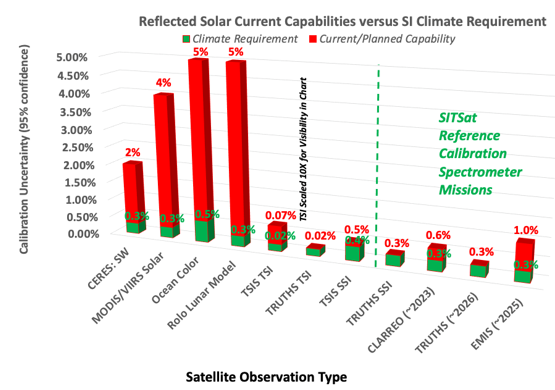 Reflected Solar Current Capabilities versus SI Climate Requirement
Climate Requirement Current/Planned Capability
Calibration Uncertainty (95% confidence)
5.00%
4.50%
4.00%
3.50%
3.00%
2.50%
2.00%
1.50%
1.00%
0.50%
0.00%
2%
4%
5%
5%
0.07%
0.02%
0.5%
0.3%
0.6%
0.3%
1.0%
0.3%
0.3%
0.5%
0.3%
0.02%
0.4%
0.3%
0.3%
TSI Scaled 10X for Visibility in Chart
SITSat
Reference
Calibration
Spectrometer
Missions
CERES: SW
MODIS/VIIRS Solar
Ocean Color
Rolo Lunar Model
TSIS TSI
TRUTHS TSI
TSIS SSI
TRUTHS SSI
CLARREO (~2023)
TRUTHS (~2026)
EMIS (~2025)
Satellite Observation Type